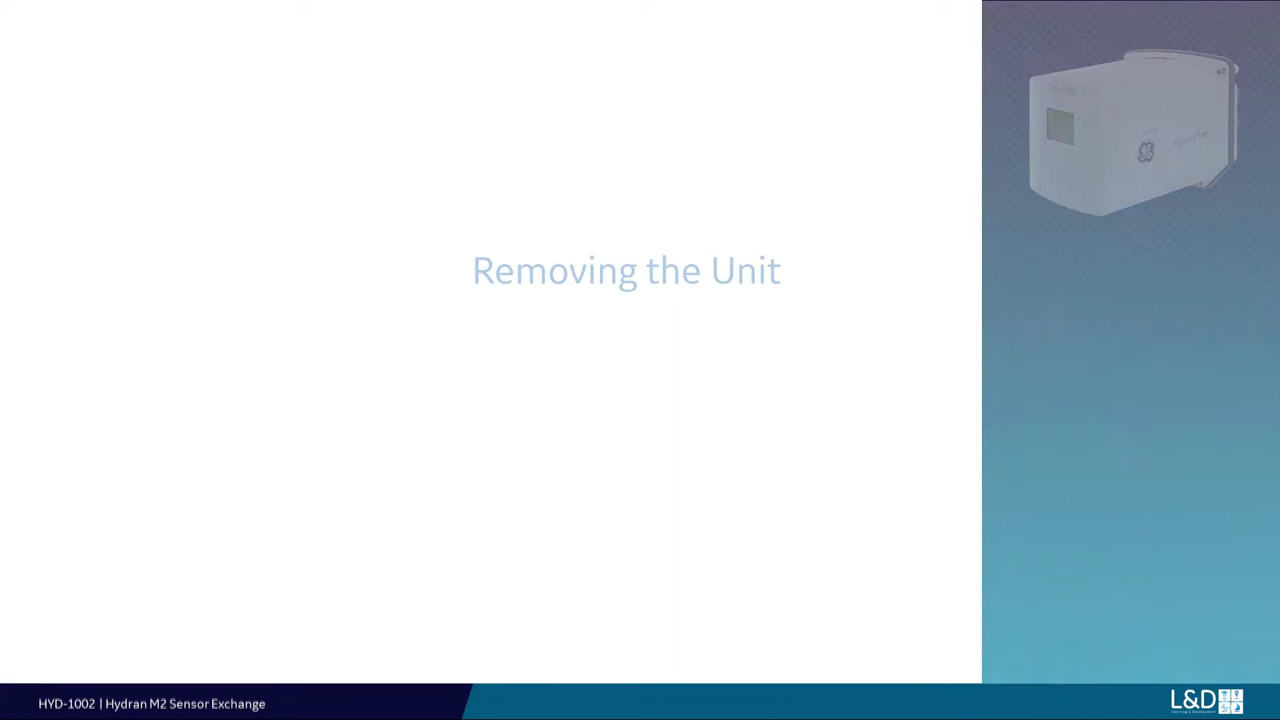 Removing the Unit
HYD-1002 | Hydran M2 Sensor Exchange
L&D